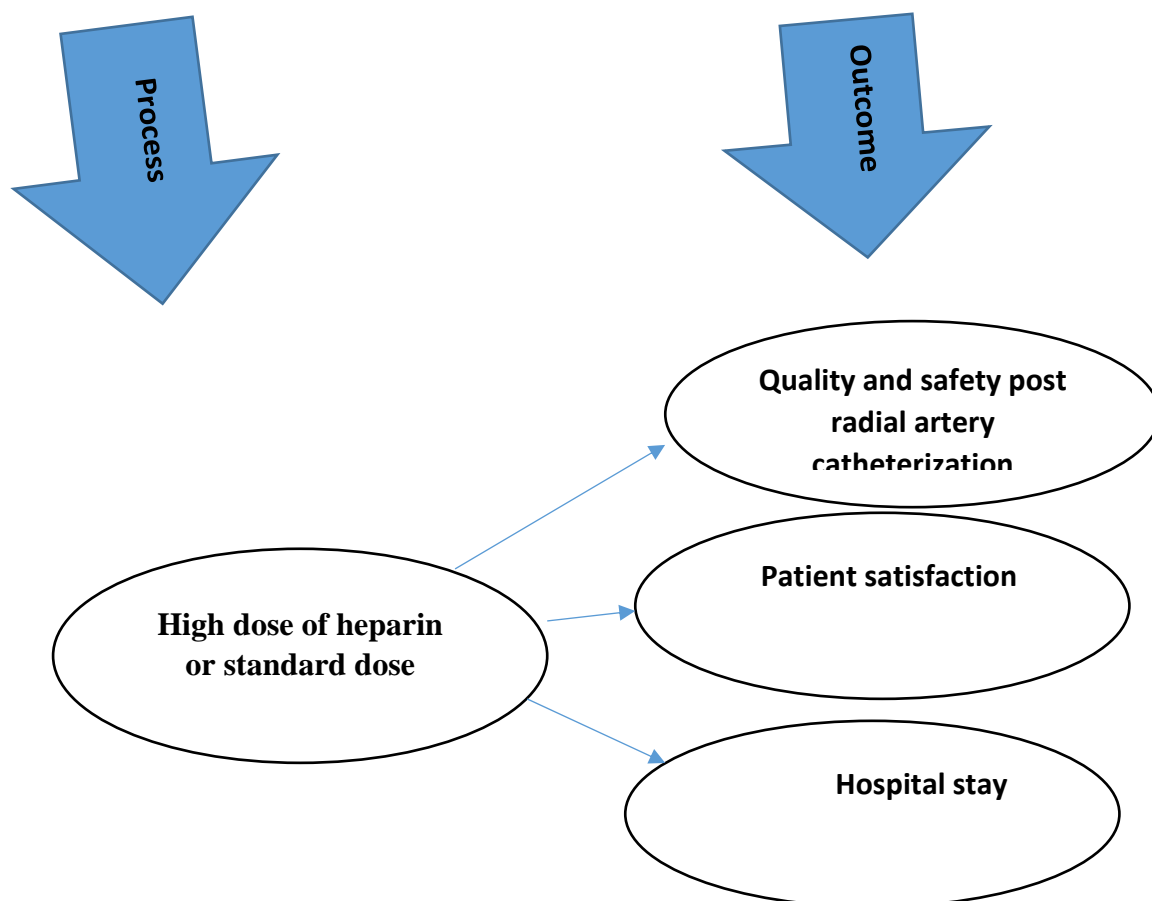 Process
Outcome
Quality and safety post
radial artery
catheterization
High dose of heparin
or standard dose
Patient satisfaction
Hospital stay